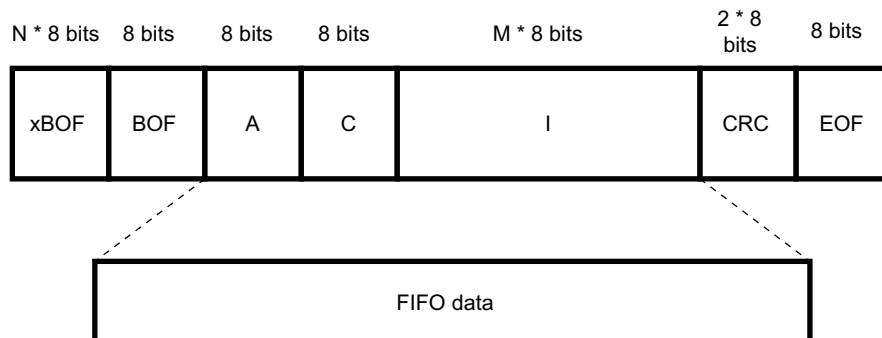 N * 8 bits 8 bits 8 bits 8 bits M * 8 bits 2 * 8 bits 8 bits
xBOF BOF A C I CRC EOF
FIFO data